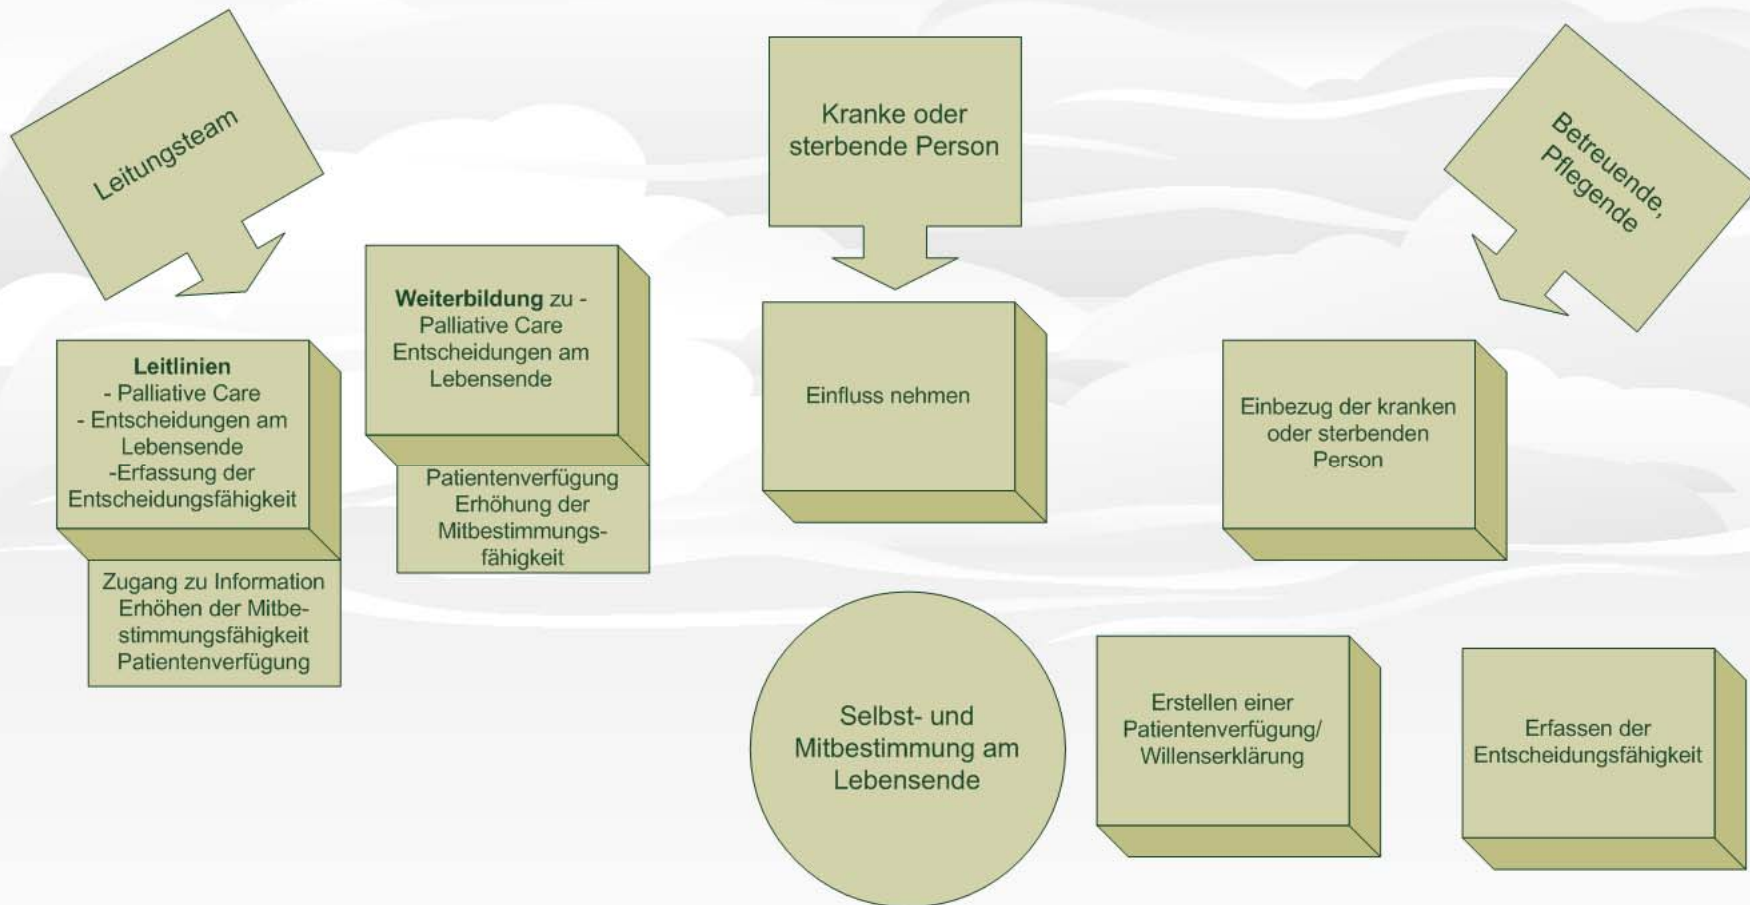 Leitungsteam
Kranke oder
sterbende Person
Betreuende,
Pflegende
Leitlinien
- Palliative Care
- Entscheidungen am
Lebensende
-Erfassung der
Entscheidungsfähigkeit
Zugang zu Information
Erhöhen der Mitbe-
stimmungsfähigkeit
Patientenverfügung
Weiterbildung zu -
Palliative Care
Entscheidungen am
Lebensende
Patientenverfügung
Erhöhung der
Mitbestimmungs-
fähigkeit
Einfluss nehmen
Einbezug der kranken
oder sterbenden
Person
Selbst- und
Mitbestimmung am
Lebensende
Erstellen einer
Patientenverfügung/
Willenserklärung
Erfassen der
Entscheidungsfähigkeit